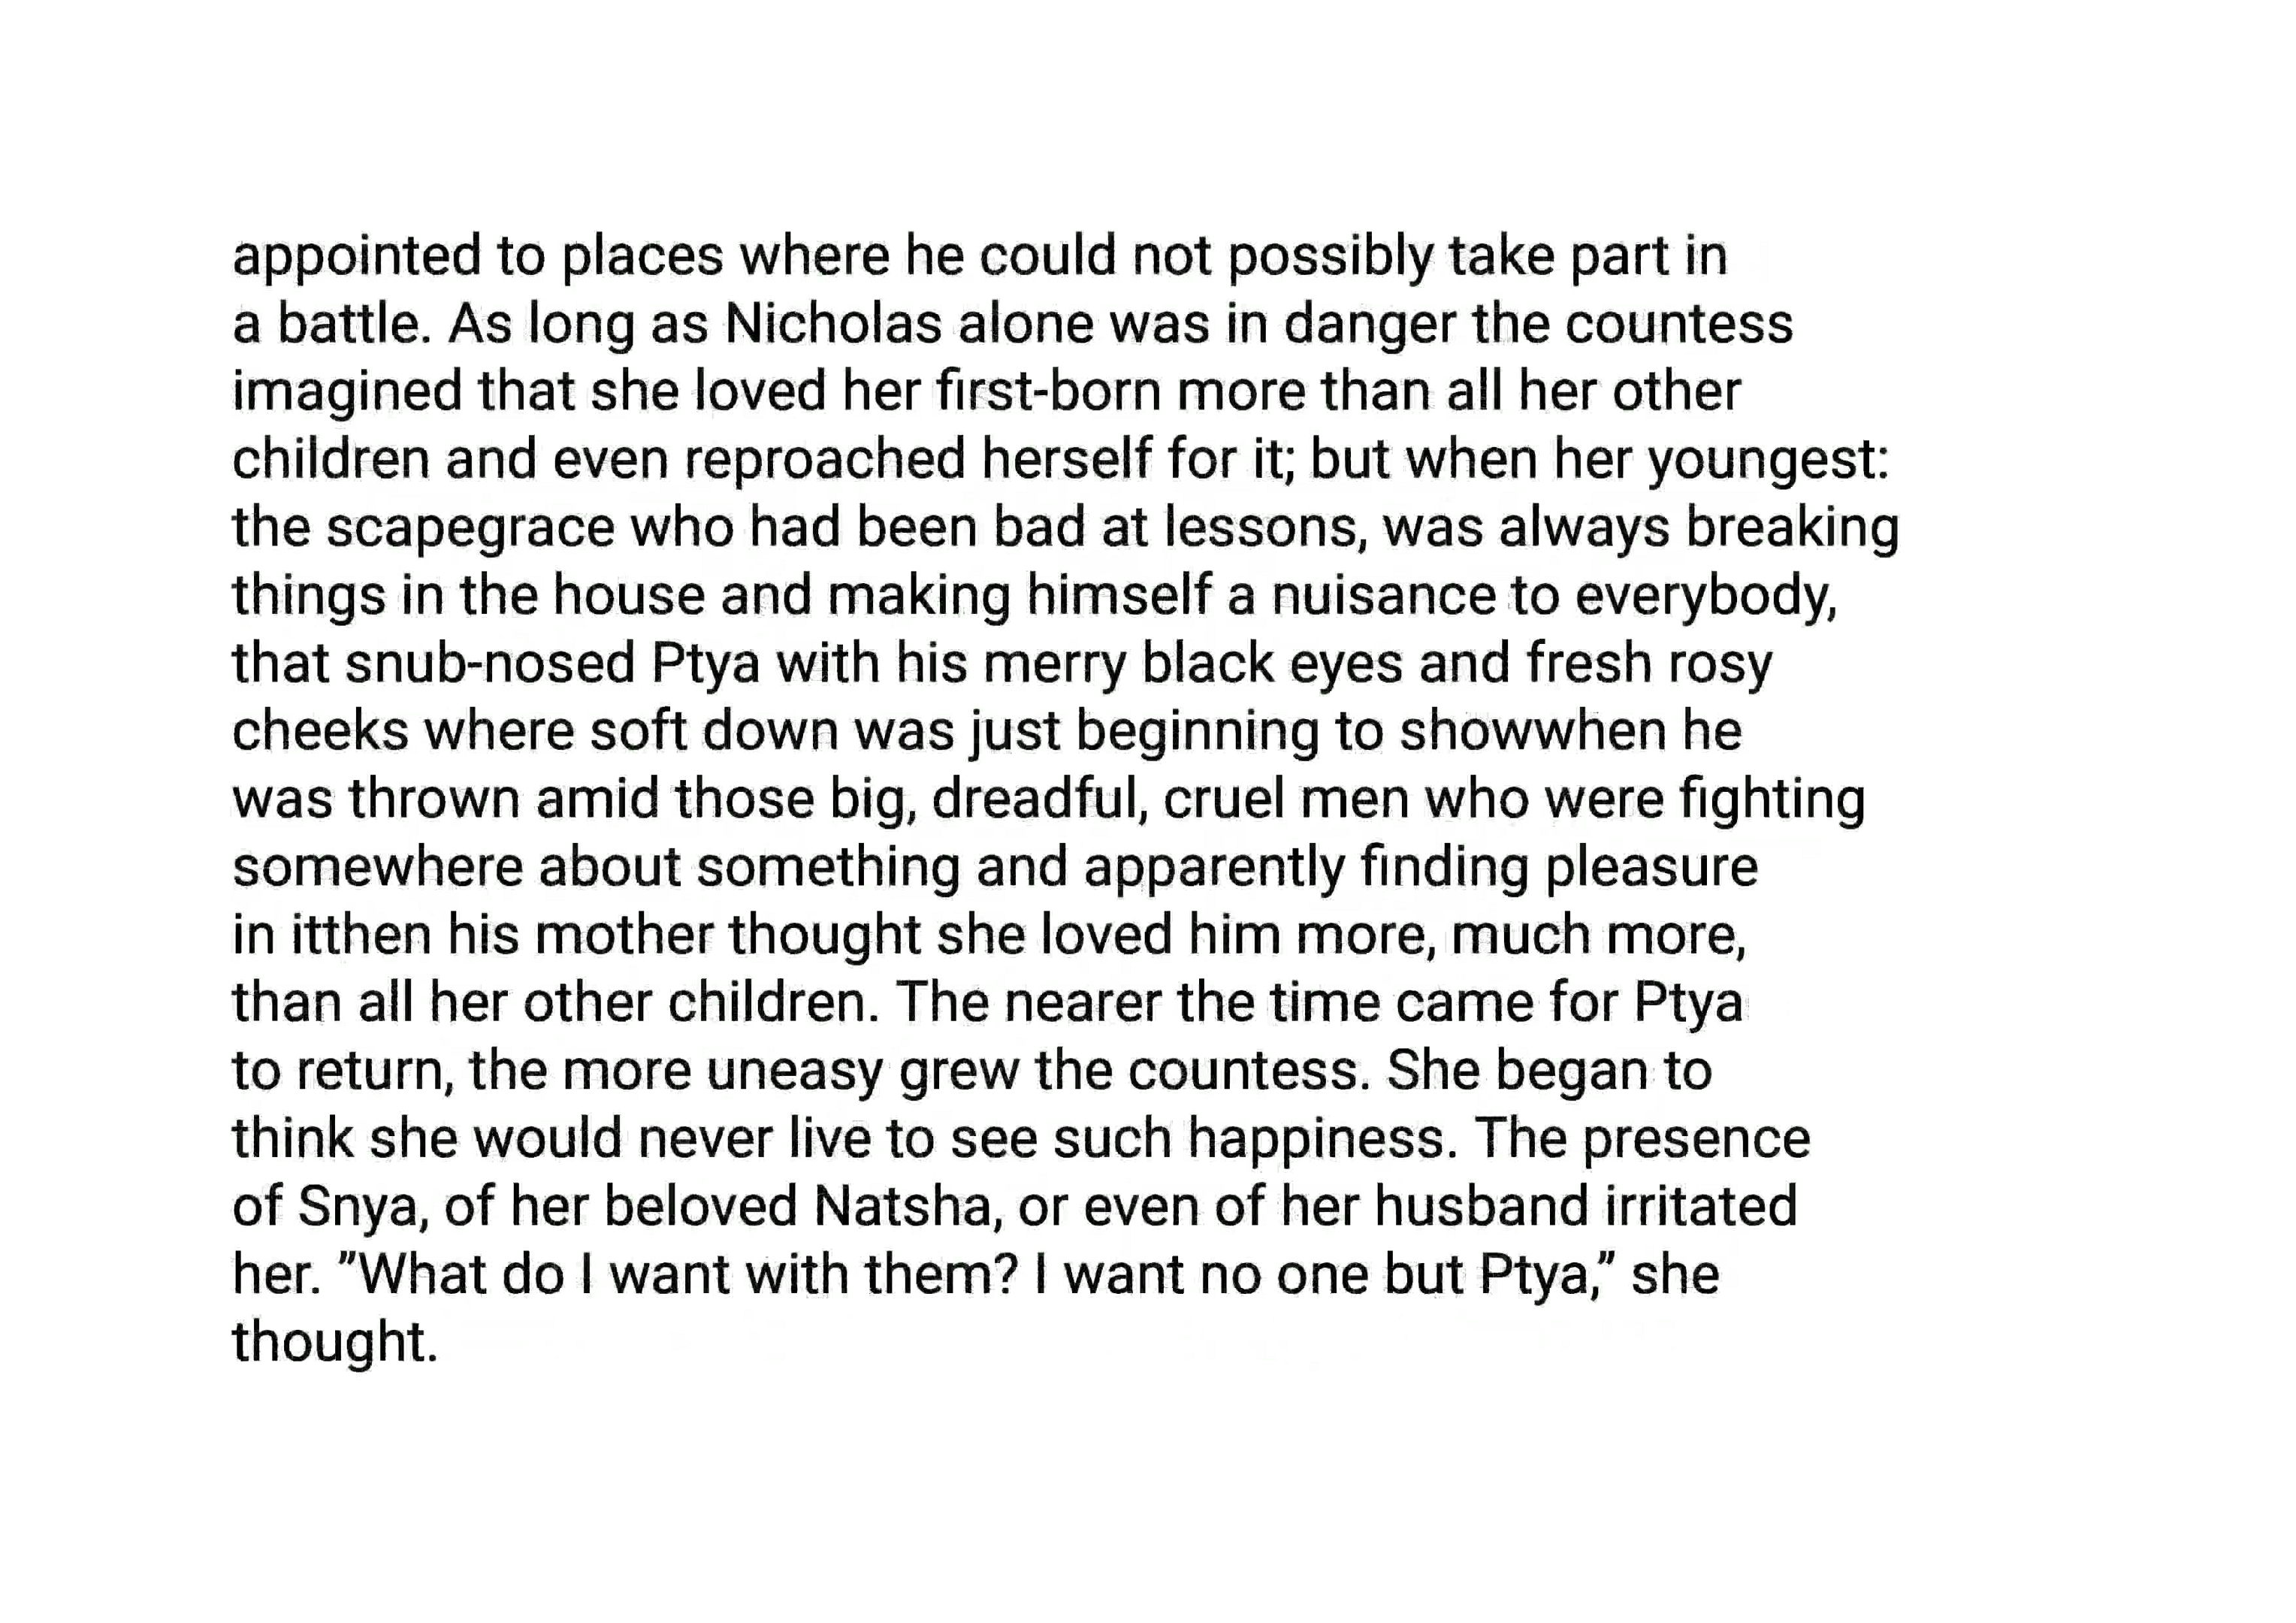 appointed to places where he could not possibly take part in
a battle. As long as Nicholas alone was in danger the countess
imagined that she loved her first-born more than all her other
children and even reproached herself for it; but when her youngest:
the scapegrace who had been bad at lessons, was always breaking
things in the house and making himself a nuisance to everybody,
that snub-nosed Ptya with his merry black eyes and fresh rosy
cheeks where soft down was just beginning to showwhen he
was thrown amid those big, dreadful, cruel men who were fighting
somewhere about something and apparently finding pleasure
in itthen his mother thought she loved him more, much more,
than all her other children. The nearer the time came for Ptya
to return, the more uneasy grew the countess. She began to
think she would never live to see such happiness. The presence
of Snya, of her beloved Natsha, or even of her husband irritated
her. ”What do I want with them? I want no one but Ptya,” she
thought.